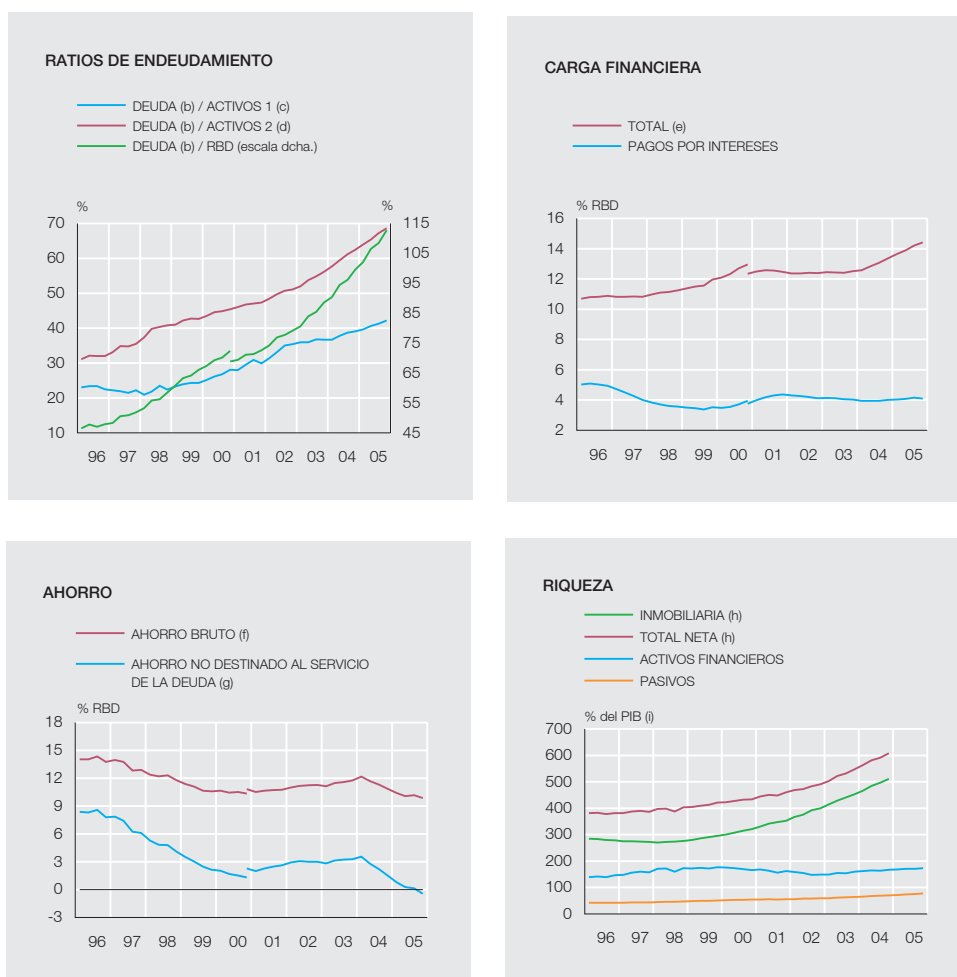 RATIOS DE ENDEUDAMIENTO
DEUDA (b) / ACTIVOS 1 (c)
DEUDA (b) / ACTIVOS 2 (d)
DEUDA (b) / RBD (escala dcha.)
% %
70 115
60 105
50 95
40 85
30 75
20 65
10 55
45
96 97 98 99 00 01 02 03 04 05
CARGA FINANCIERA
TOTAL (e)
PAGOS POR INTERESES
% RBD
16
14
12
10
8
6
4
2
96 97 98 99 00 01 02 03 04 05
AHORRO
AHORRO BRUTO (f)
AHORRO NO DESTINADO AL SERVICIO
DE LA DEUDA (g)
% RBD
18
15
12
9
6
3
0
-3
96 97 98 99 00 01 02 03 04 05
RIQUEZA
INMOBILIARIA (h)
TOTAL NETA (h)
ACTIVOS FINANCIEROS
PASIVOS
% del PIB (i)
700
600
500
400
300
200
100
0
96 97 98 99 00 01 02 03 04 05